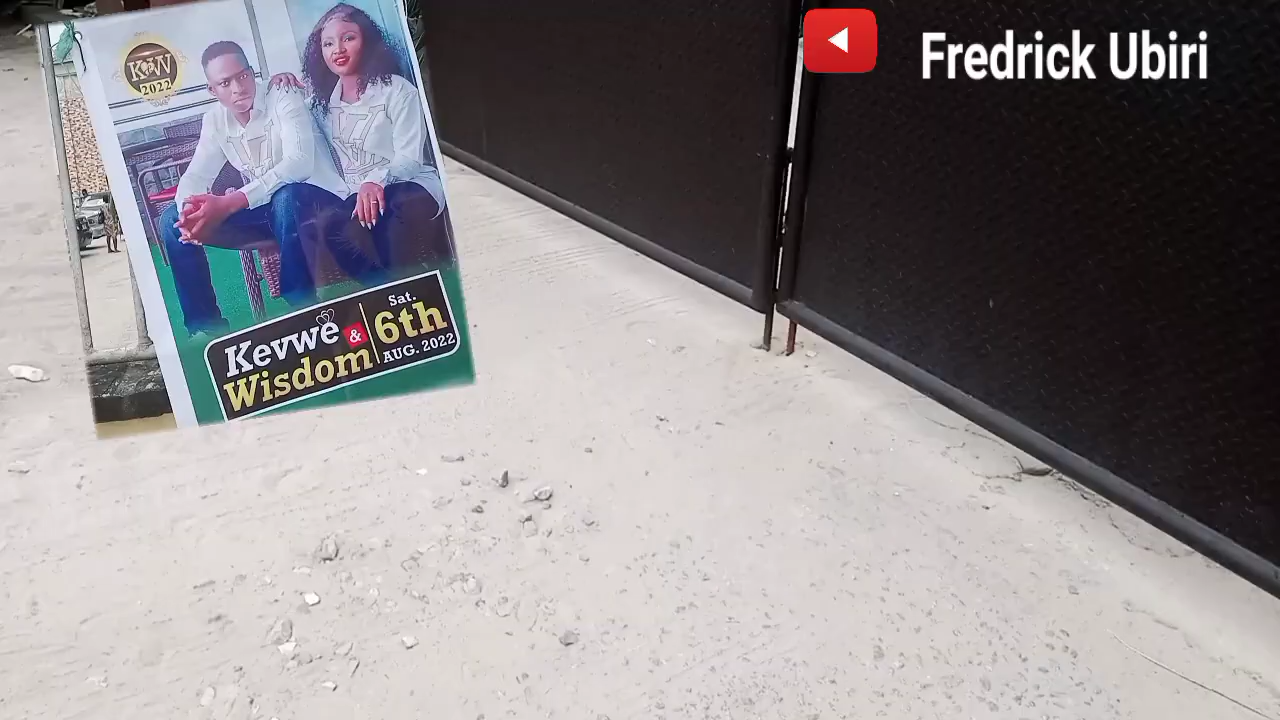 Fredrick Ubiri
K&W
2022
Kevwe &
Wisdom
Sat.
6th
AUG. 2022